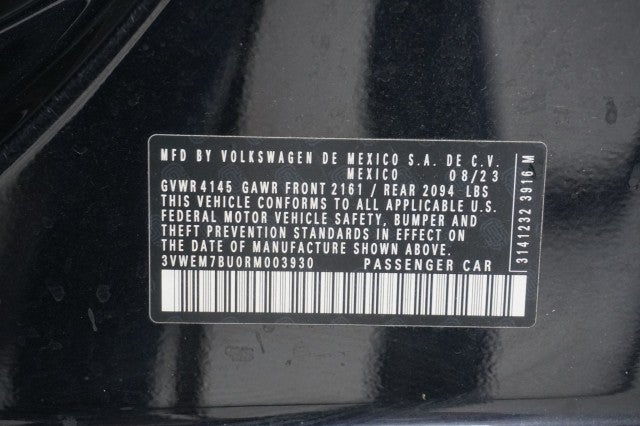 MFD BY VOLKSWAGEN DE MEXICO S.A. DE C.V.
MEXICO 08/23
GVWR 4145 GAWR FRONT 2161 / REAR 2094 LBS
THIS VEHICLE CONFORMS TO ALL APPLICABLE U.S.
FEDERAL MOTOR VEHICLE SAFETY, BUMPER AND
THEFT PREVENTION STANDARDS IN EFFECT ON
THE DATE OF MANUFACTURE SHOWN ABOVE.
3VWEM7BU0RM003930 PASSENGER CAR
3141232 3916 M